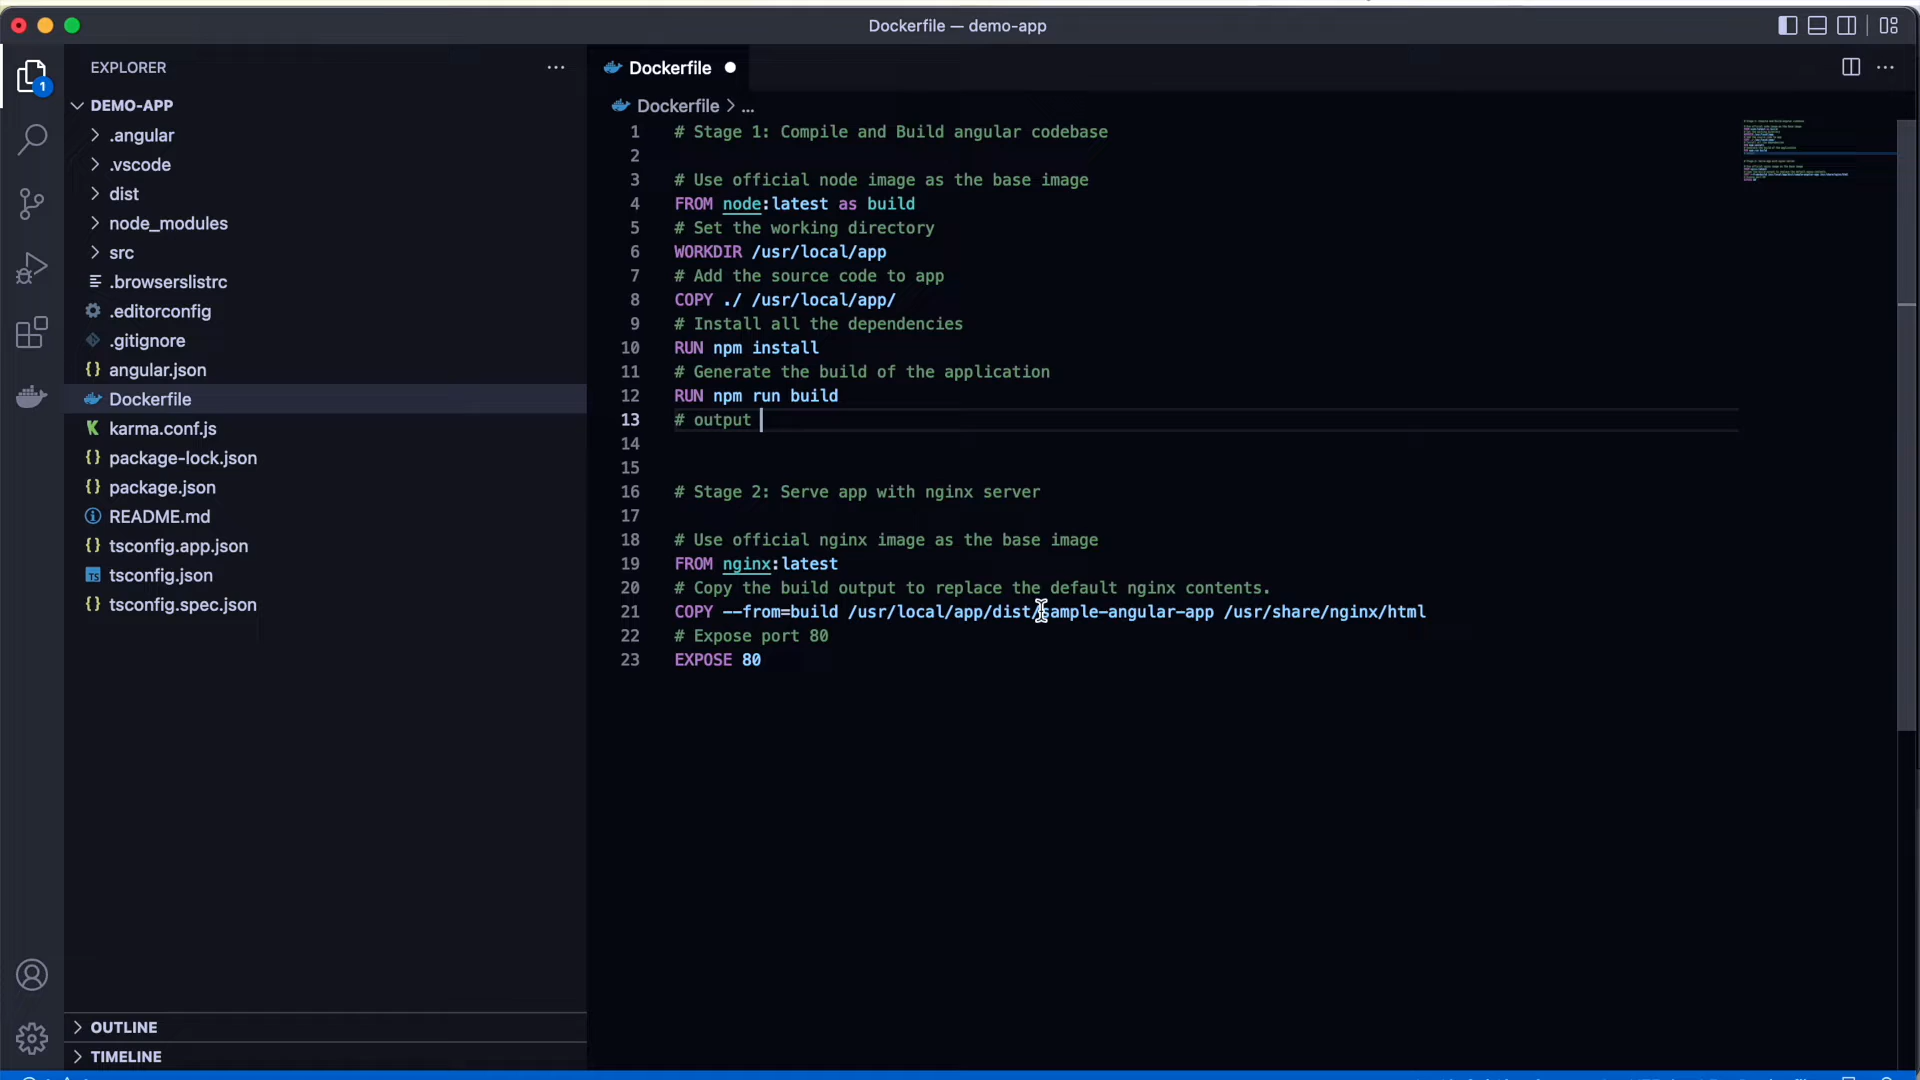 Dockerfile — demo-app
EXPLORER
1
DEMO-APP
.angular
.vscode
dist
node_modules
src
.browserslistrc
.editorconfig
.gitignore
angular.json
Dockerfile
karma.conf.js
package-lock.json
package.json
README.md
tsconfig.app.json
tsconfig.json
tsconfig.spec.json
OUTLINE
TIMELINE
Dockerfile
Dockerfile > ...
1 # Stage 1: Compile and Build angular codebase
2
3 # Use official node image as the base image
4 FROM node:latest as build
5 # Set the working directory
6 WORKDIR /usr/local/app
7 # Add the source code to app
8 COPY ./ /usr/local/app/
9 # Install all the dependencies
10 RUN npm install
11 # Generate the build of the application
12 RUN npm run build
13 # output
14
15
16 # Stage 2: Serve app with nginx server
17
18 # Use official nginx image as the base image
19 FROM nginx:latest
20 # Copy the build output to replace the default nginx contents.
21 COPY --from=build /usr/local/app/dist/sample-angular-app /usr/share/nginx/html
22 # Expose port 80
23 EXPOSE 80